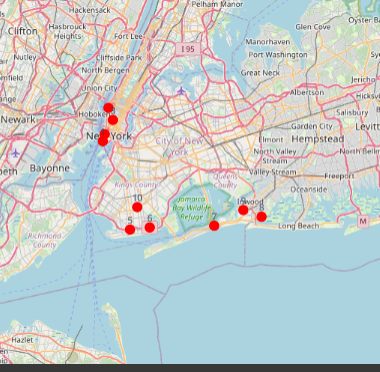 Hackensack
Pelham Manor
Nutley
Clifton
Hasbrouck
Heights
Fort Lee
Glen Cove
Oyster
Cliffside Park
Manorhaven
North Bergen
I 95
Port Washington
Great Neck
Union City
Jericho
Albertson
Salisbury
Newark
Hoboken
New York
City of New
York
Garden City
Levitt
Elmont
Hempstead
North Valley
Stream
North Bell
Bayonne
Kings County
Queens
County
Valley Stream
Freeport
Jamaica
Bay Wildlife
Refuge
Inwood
Oceanside
10
8
5
6
7
Long Beach
M
Richmond
County
Hazlet